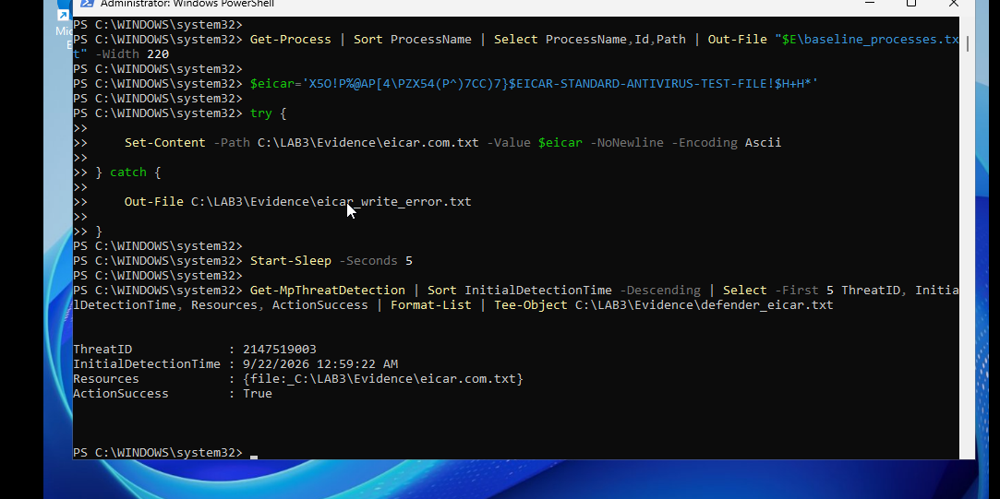 Administrator: Windows PowerShell
Mic
E
PS C:\WINDOWS\system32>
PS C:\WINDOWS\system32> Get-Process | Sort ProcessName | Select ProcessName,Id,Path | Out-File "$E\baseline_processes.tx
t" -Width 220
PS C:\WINDOWS\system32>
PS C:\WINDOWS\system32> $eicar='X5O!P%@AP[4\PZX54(P^)7CC)7}$EICAR-STANDARD-ANTIVIRUS-TEST-FILE!$H+H*'
PS C:\WINDOWS\system32>
PS C:\WINDOWS\system32> try {
>>
>>     Set-Content -Path C:\LAB3\Evidence\eicar.com.txt -Value $eicar -NoNewline -Encoding Ascii
>>
>> } catch {
>>
>>     Out-File C:\LAB3\Evidence\eicar_write_error.txt
>>
>> }
PS C:\WINDOWS\system32>
PS C:\WINDOWS\system32> Start-Sleep -Seconds 5
PS C:\WINDOWS\system32>
PS C:\WINDOWS\system32> Get-MpThreatDetection | Sort InitialDetectionTime -Descending | Select -First 5 ThreatID, Initia
lDetectionTime, Resources, ActionSuccess | Format-List | Tee-Object C:\LAB3\Evidence\defender_eicar.txt
ThreatID             : 2147519003
InitialDetectionTime : 9/22/2026 12:59:22 AM
Resources            : {file:_C:\LAB3\Evidence\eicar.com.txt}
ActionSuccess        : True
PS C:\WINDOWS\system32>